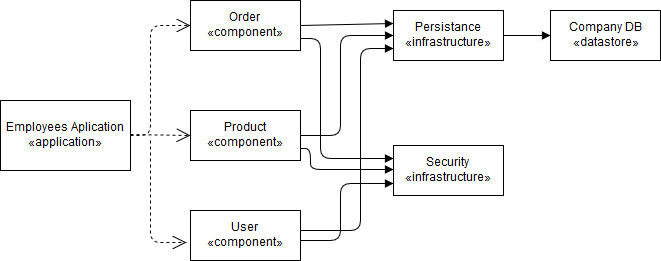 Order
«component»
Persistance
«infrastructure»
Company DB
«datastore»
Employees Aplication
«application»
Product
«component»
Security
«infrastructure»
User
«component»